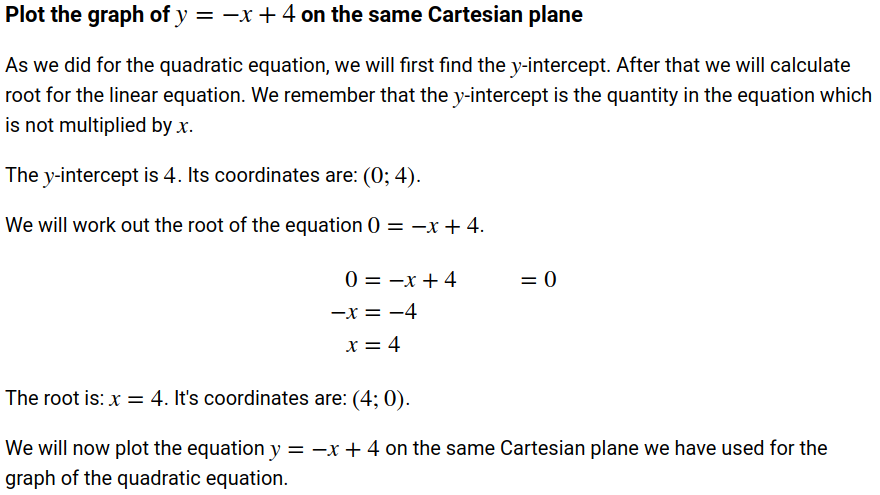 Plot the graph of y = −x + 4 on the same Cartesian plane
As we did for the quadratic equation, we will first find the y-intercept. After that we will calculate
root for the linear equation. We remember that the y-intercept is the quantity in the equation which
is not multiplied by x.
The y-intercept is 4. Its coordinates are: (0; 4).
We will work out the root of the equation 0 = −x + 4.
0 = −x + 4 = 0
−x = −4
x = 4
The root is: x = 4. It's coordinates are: (4; 0).
We will now plot the equation y = −x + 4 on the same Cartesian plane we have used for the
graph of the quadratic equation.